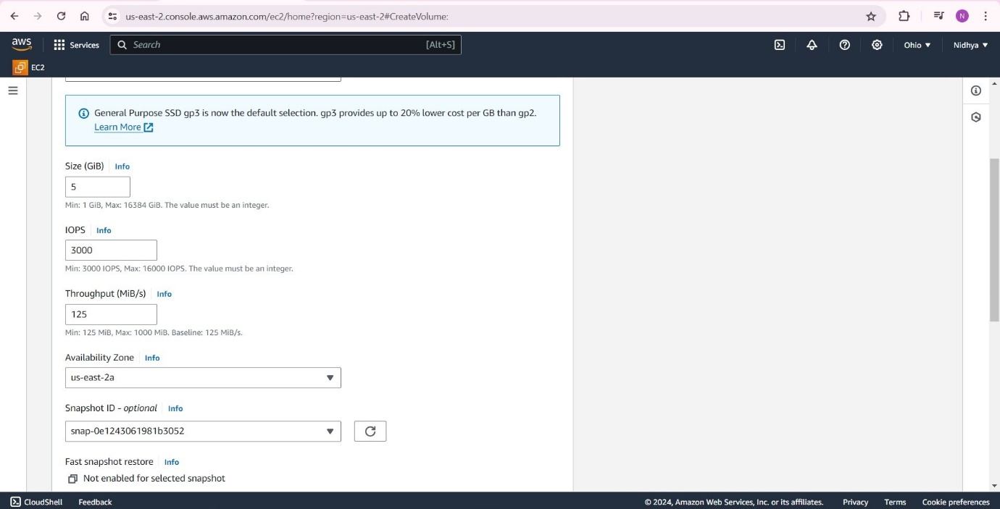 us-east-2.console.aws.amazon.com/ec2/home?region=us-east-2#CreateVolume:
N
aws
Services
Search
[Alt+S]
Ohio
Nidhya
EC2
General Purpose SSD gp3 is now the default selection. gp3 provides up to 20% lower cost per GB than gp2.
Learn More
Size (GiB) Info
5
Min: 1 GiB, Max: 16384 GiB. The value must be an integer.
IOPS Info
3000
Min: 3000 IOPS, Max: 16000 IOPS. The value must be an integer.
Throughput (MiB/s) Info
125
Min: 125 MiB, Max: 1000 MiB. Baseline: 125 MiB/s.
Availability Zone Info
us-east-2a
Snapshot ID - optional Info
snap-0e1243061981b3052
Fast snapshot restore Info
Not enabled for selected snapshot
CloudShell Feedback © 2024, Amazon Web Services, Inc. or its affiliates. Privacy Terms Cookie preferences